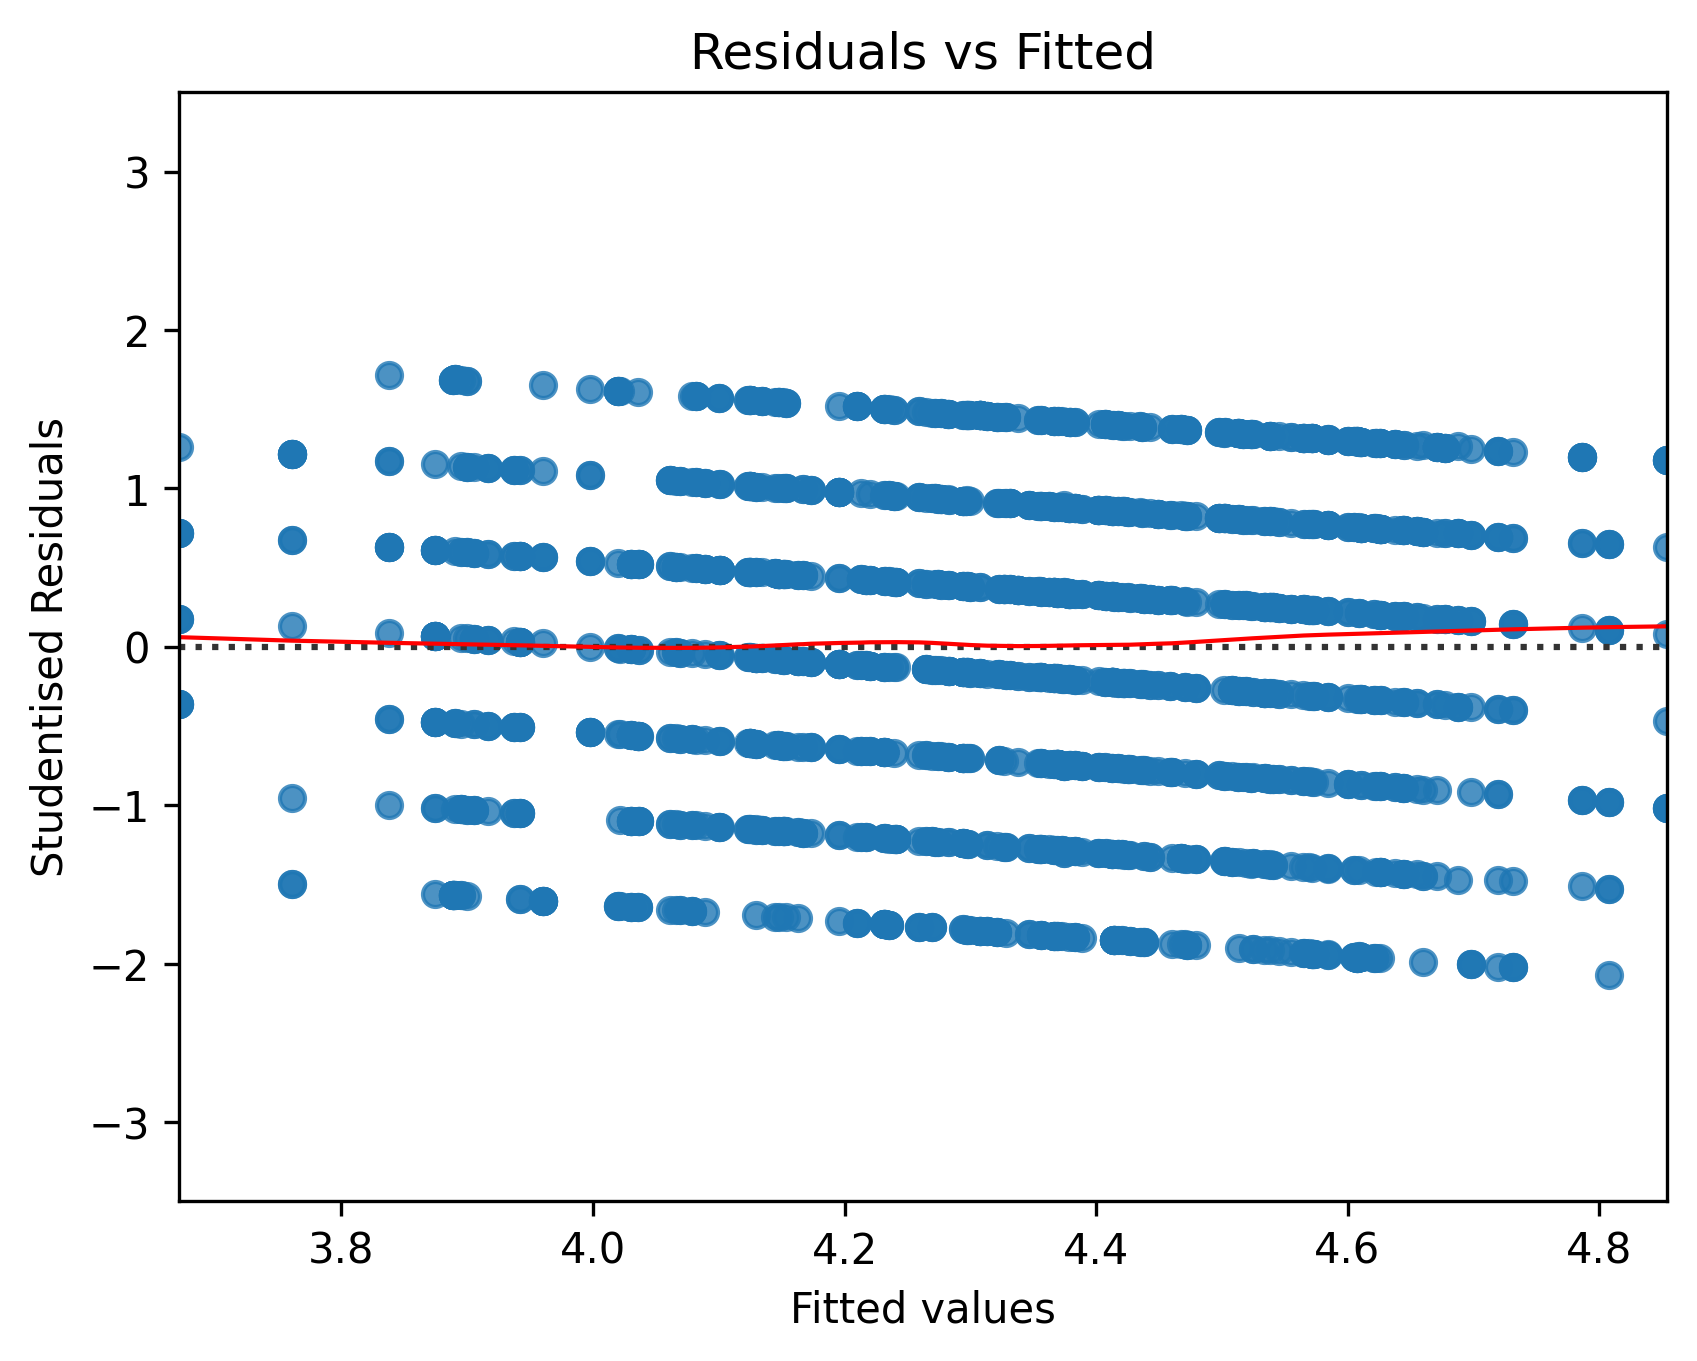 Residuals vs Fitted
Studentised Residuals
3
2
1
0
−1
−2
−3
3.8 4.0 4.2 4.4 4.6 4.8
Fitted values